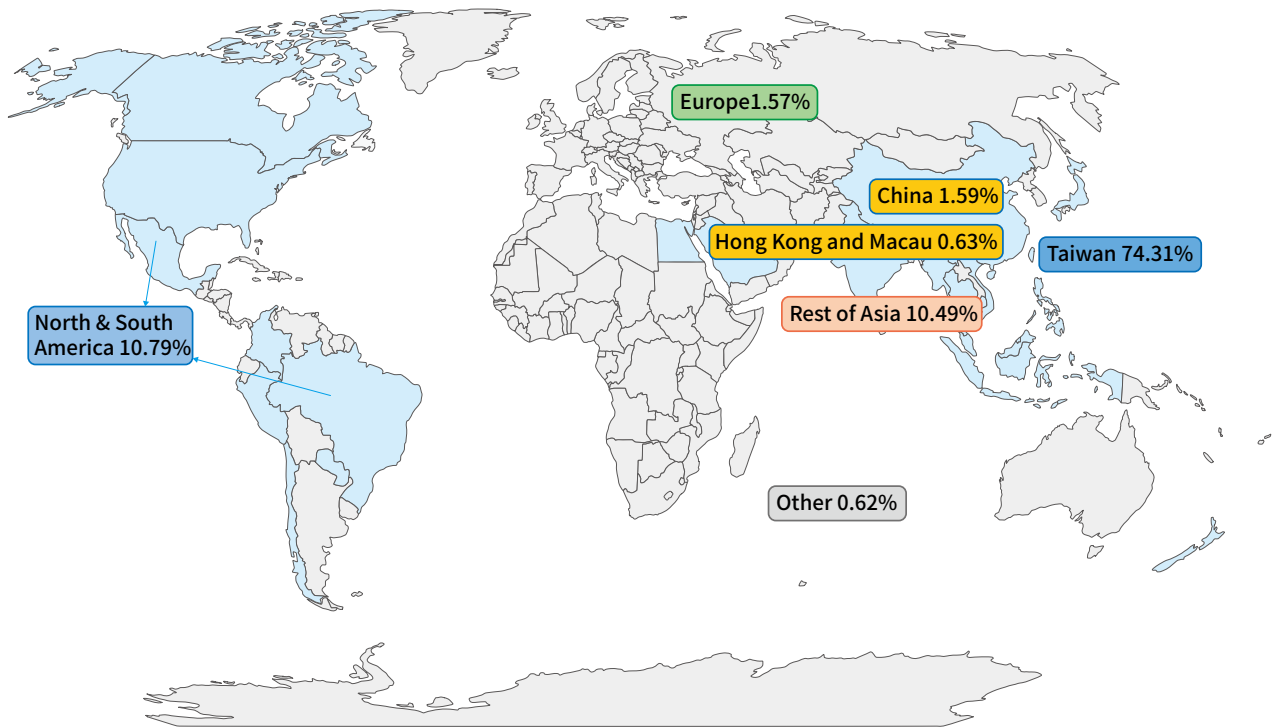 Europe1.57%
China 1.59%
Hong Kong and Macau 0.63%
Taiwan 74.31%
Rest of Asia 10.49%
North & South
America 10.79%
Other 0.62%